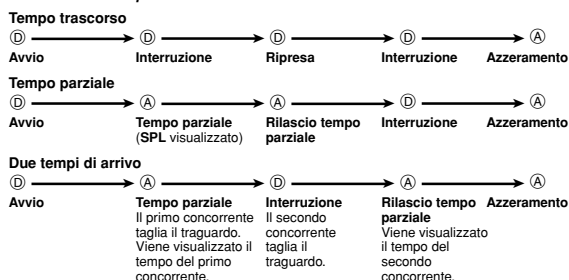 Tempo trascorso
Ⓓ Ⓓ Ⓓ Ⓓ Ⓐ
Avvio Interruzione Ripresa Interruzione Azzeramento
Tempo parziale
Ⓓ Ⓐ Ⓐ Ⓓ Ⓐ
Avvio Tempo parziale Rilascio tempo Interruzione Azzeramento
(SPL visualizzato) parziale
Due tempi di arrivo
Ⓓ Ⓐ Ⓓ Ⓐ Ⓐ
Avvio Tempo parziale Interruzione Rilascio tempo Azzeramento
Il primo concorrente Il secondo parziale
taglia il traguardo. concorrente Viene visualizzato
Viene visualizzato il taglia il il tempo del
tempo del primo traguardo. secondo
concorrente. concorrente.